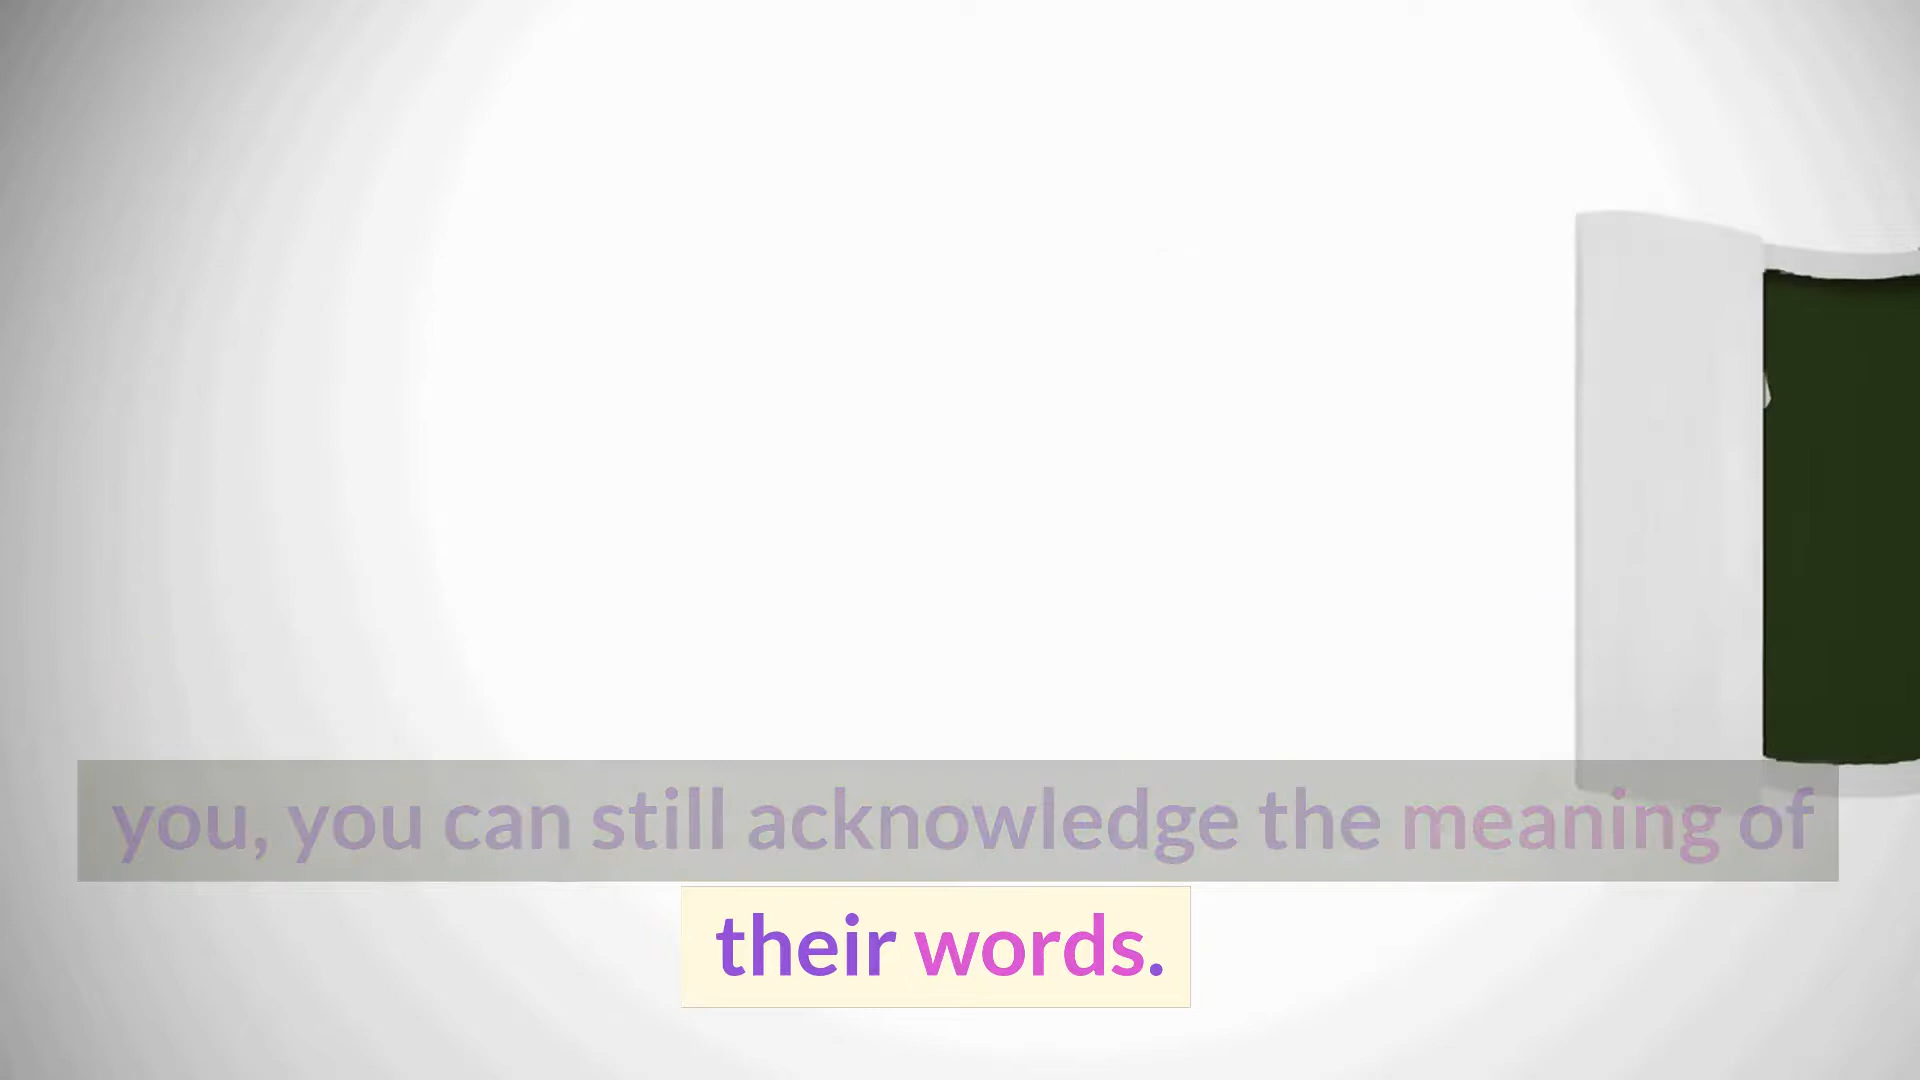 you, you can still acknowledge the meaning of
their words.